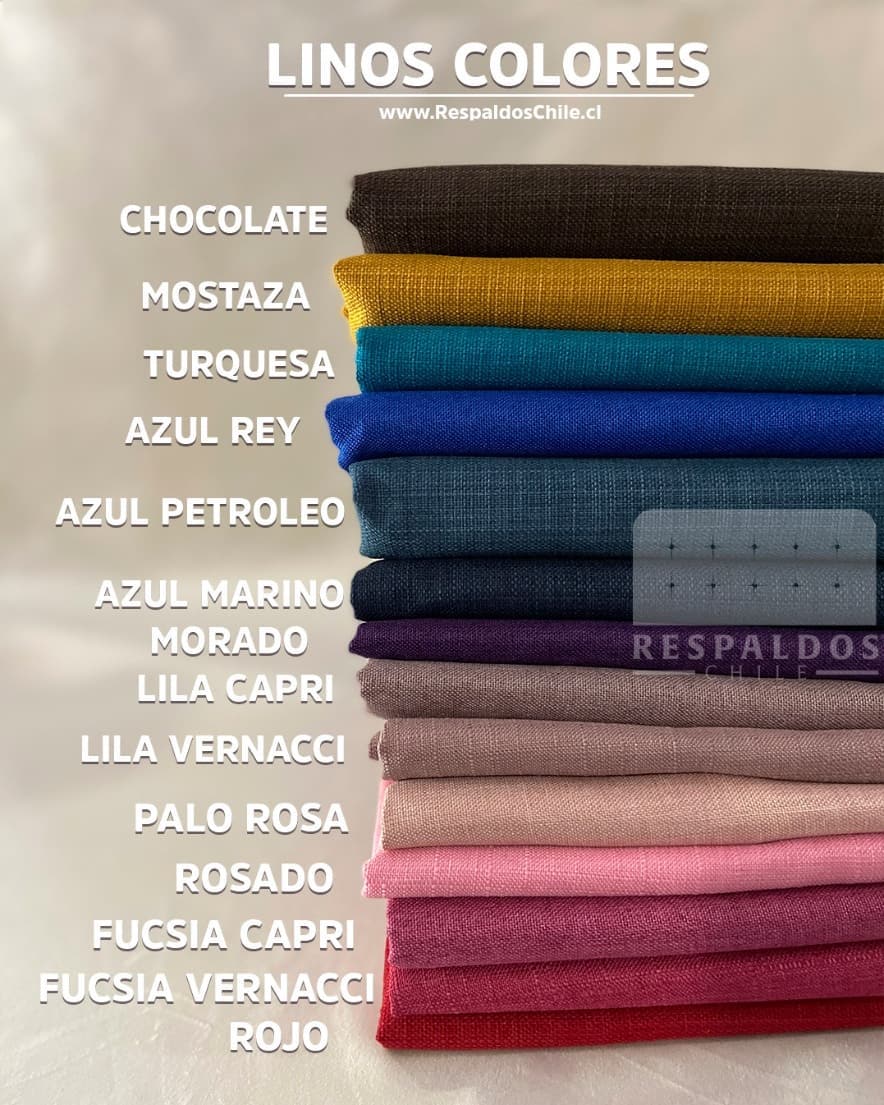 LINOS COLORES
www.RespaldosChile.cl
CHOCOLATE
MOSTAZA
TURQUESA
AZUL REY
AZUL PETROLEO
AZUL MARINO
MORADO
RESPALDOS
CHILE
LILA CAPRI
LILA VERNACCI
PALO ROSA
ROSADO
FUCSIA CAPRI
FUCSIA VERNACCI
ROJO